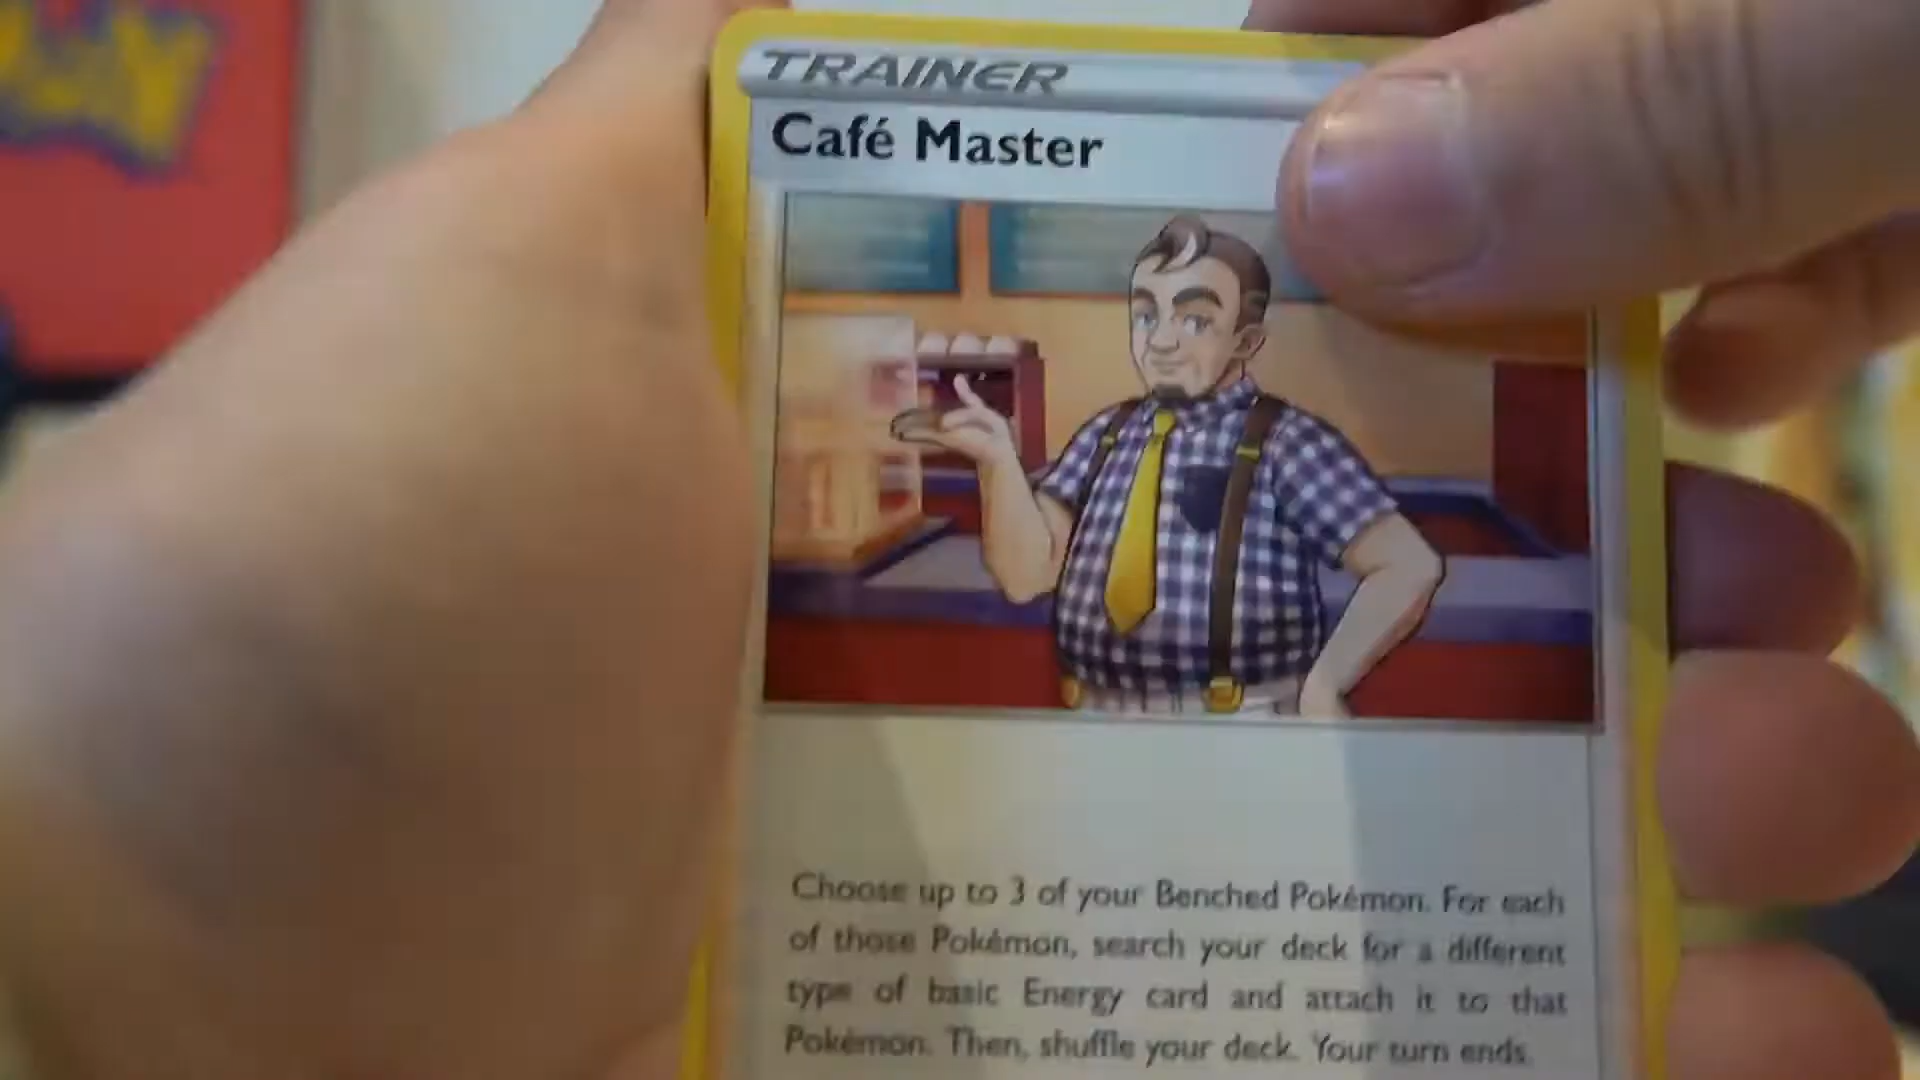 TRAINER
Café Master
Choose up to 3 of your Benched Pokémon. For each
of those Pokémon, search your deck for a different
type of basic Energy card and attach it to that
Pokémon. Then, shuffle your deck. Your turn ends.